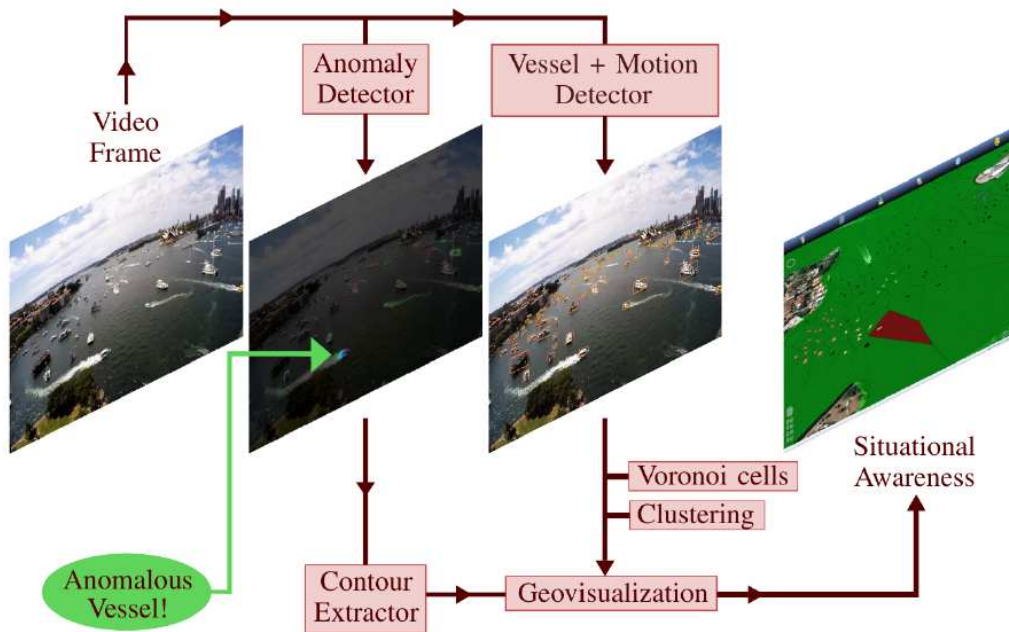 Anomaly
Detector
Vessel + Motion
Detector
Video
Frame
Situational
Awareness
Voronoi cells
Clustering
Anomalous
Vessel!
Contour
Extractor
Geovisualization